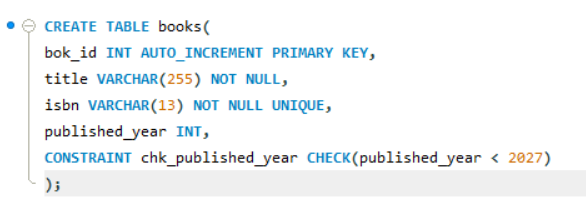 CREATE TABLE books(
bok_id INT AUTO_INCREMENT PRIMARY KEY,
title VARCHAR(255) NOT NULL,
isbn VARCHAR(13) NOT NULL UNIQUE,
published_year INT,
CONSTRAINT chk_published_year CHECK(published_year < 2027)
);